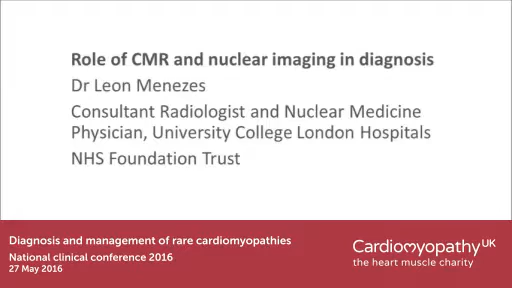 Role of CMR and nuclear imaging in diagnosis
Dr Leon Menezes
Consultant Radiologist and Nuclear Medicine
Physician, University College London Hospitals
NHS Foundation Trust
Diagnosis and management of rare cardiomyopathies
National clinical conference 2016
27 May 2016
Cardiomyopathy UK
the heart muscle charity